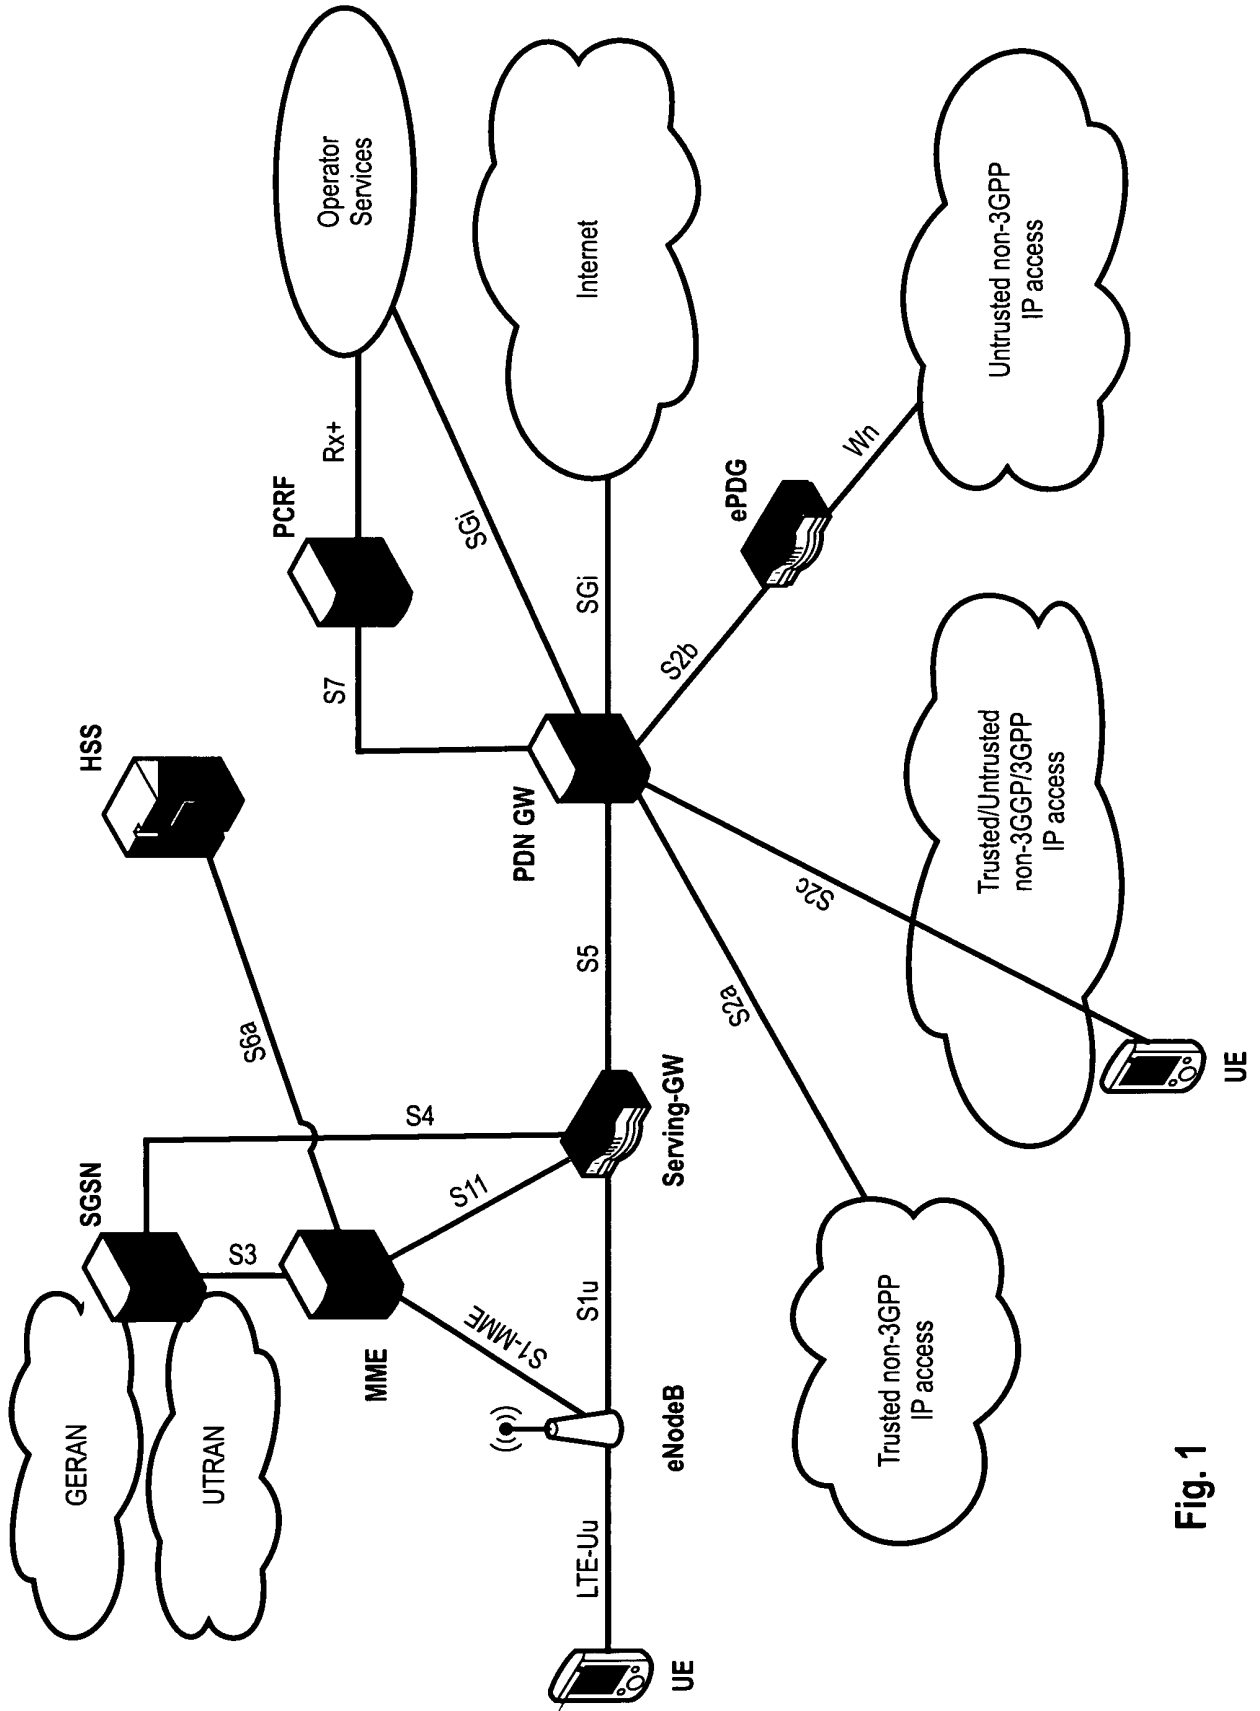 GERAN
SGSN
HSS
UTRAN
S3
S6a
PCRF
S7
Rx+
Operator
Services
MME
S4
S11
SGi
S1-MME
PDN GW
LTE-Uu
S1u
S5
SGi
Internet
UE
eNodeB
Serving-GW
S2b
S2a
ePDG
S2c
Wn
Trusted non-3GPP
IP access
Trusted/Untrusted
non-3GGP/3GPP
IP access
Untrusted non-3GPP
IP access
UE
Fig. 1